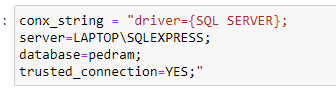 : conx_string = "driver={SQL SERVER};
server=LAPTOP\SQLEXPRESS;
database=pedram;
trusted_connection=YES;"